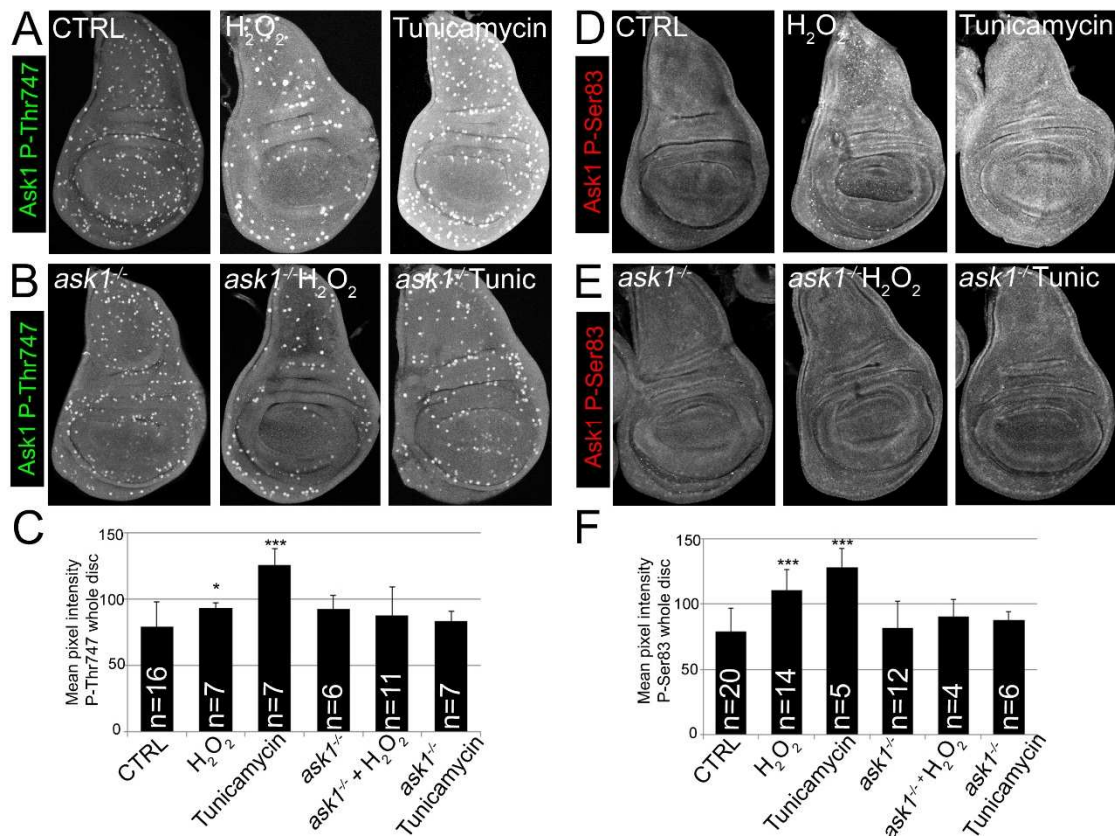 A
CTRL
H₂O₂
Tunicamycin
Ask1 P-Thr747
B
ask1⁻/⁻
ask1⁻/⁻H₂O₂
ask1⁻/⁻Tunic
Ask1 P-Thr747
C
Mean pixel intensity
P-Thr747 whole disc
150
100
50
0
*
***
n=16
n=7
n=7
n=6
n=11
n=7
CTRL
H₂O₂
Tunicamycin
ask1⁻/⁻
ask1⁻/⁻ + H₂O₂
ask1⁻/⁻
Tunicamycin
D
CTRL
H₂O₂
Tunicamycin
Ask1 P-Ser83
E
ask1⁻/⁻
ask1⁻/⁻H₂O₂
ask1⁻/⁻Tunic
Ask1 P-Ser83
F
Mean pixel intensity
P-Ser83 whole disc
150
100
50
0
***
***
n=20
n=14
n=5
n=12
n=4
n=6
CTRL
H₂O₂
Tunicamycin
ask1⁻/⁻
ask1⁻/⁻ + H₂O₂
ask1⁻/⁻
Tunicamycin